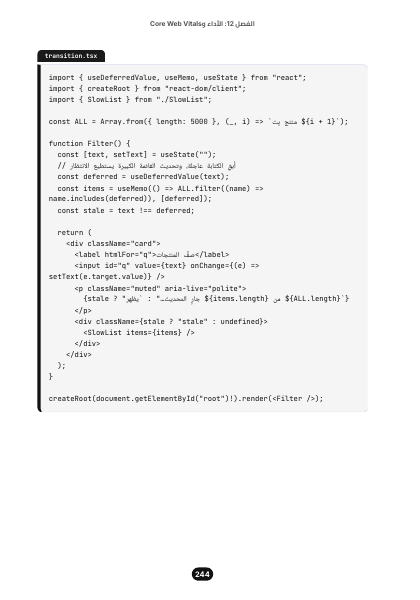 الفصل 12: الأداء وCore Web Vitals
transition.tsx
import { useDeferredValue, useMemo, useState } from "react";
import { createRoot } from "react-dom/client";
import { SlowList } from "./SlowList";
const ALL = Array.from({ length: 5000 }, (_, i) => `منتج يت ${i + 1}`);
function Filter() {
const [text, setText] = useState("");
// أبقِ الكتابة عاجلة، وتحديث القائمة الكبيرة يستطيع الانتظار
const deferred = useDeferredValue(text);
const items = useMemo(() => ALL.filter((name) =>
name.includes(deferred)), [deferred]);
const stale = text !== deferred;
return (
<div className="card">
<label htmlFor="q">صفّ المنتجات</label>
<input id="q" value={text} onChange={(e) =>
setText(e.target.value)} />
<p className="muted" aria-live="polite">
{stale ? "جارٍ التحديث…" : `يظهر ${items.length} من ${ALL.length}`}
</p>
<div className={stale ? "stale" : undefined}>
<SlowList items={items} />
</div>
</div>
);
}
createRoot(document.getElementById("root")!).render(<Filter />);
244